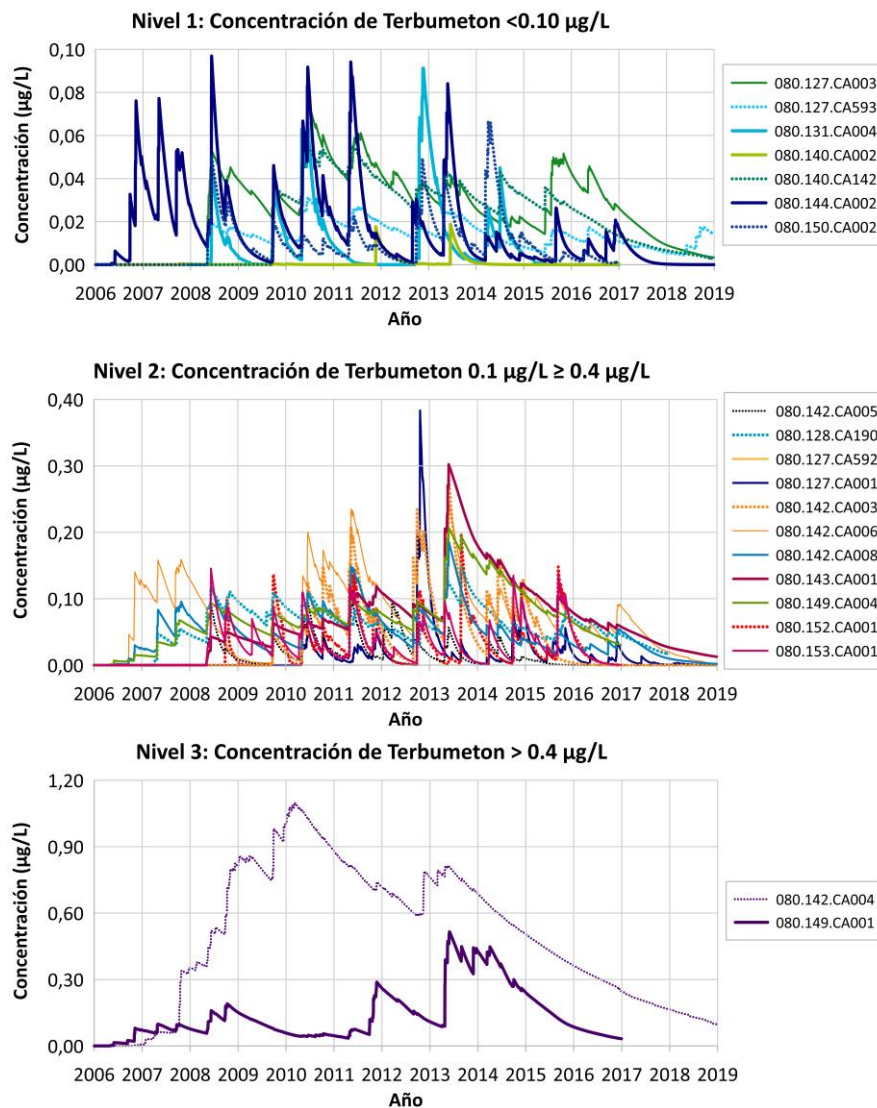 Nivel 1: Concentración de Terbumeton <0.10 µg/L
Concentración (µg/L)
0,10
0,08
0,06
0,04
0,02
0,00
2006 2007 2008 2009 2010 2011 2012 2013 2014 2015 2016 2017 2018 2019
Año
080.127.CA003
080.127.CA593
080.131.CA004
080.140.CA002
080.140.CA142
080.144.CA002
080.150.CA002
Nivel 2: Concentración de Terbumeton 0.1 µg/L ≥ 0.4 µg/L
Concentración (µg/L)
0,40
0,30
0,20
0,10
0,00
2006 2007 2008 2009 2010 2011 2012 2013 2014 2015 2016 2017 2018 2019
Año
080.142.CA005
080.128.CA190
080.127.CA592
080.127.CA001
080.142.CA003
080.142.CA006
080.142.CA008
080.143.CA001
080.149.CA004
080.152.CA001
080.153.CA001
Nivel 3: Concentración de Terbumeton > 0.4 µg/L
Concentración (µg/L)
1,20
0,90
0,60
0,30
0,00
2006 2007 2008 2009 2010 2011 2012 2013 2014 2015 2016 2017 2018 2019
Año
080.142.CA004
080.149.CA001